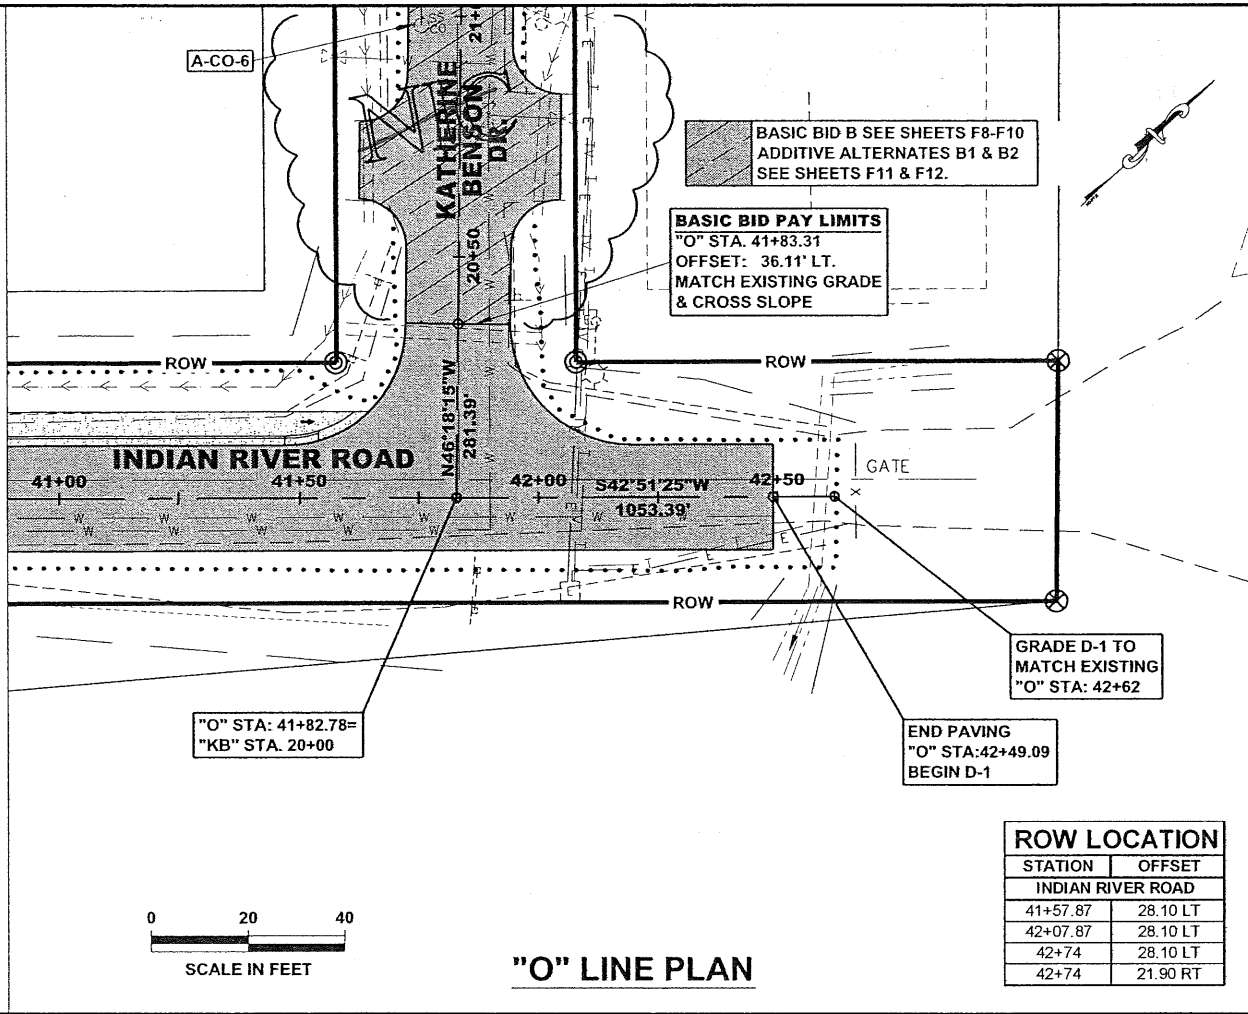 A-CO-6
SS
CO
21+
KATHERINE
BENSON
DR.
20+50
BASIC BID B SEE SHEETS F8-F10
ADDITIVE ALTERNATES B1 & B2
SEE SHEETS F11 & F12.
BASIC BID PAY LIMITS
"O" STA. 41+83.31
OFFSET: 36.11' LT.
MATCH EXISTING GRADE
& CROSS SLOPE
ROW
ROW
N46°18'15"W
281.39'
INDIAN RIVER ROAD
41+00
41+50
42+00
42+50
S42°51'25"W
1053.39'
GATE
X
W W W W W W
W W W W W
ROW
GRADE D-1 TO
MATCH EXISTING
"O" STA: 42+62
"O" STA: 41+82.78=
"KB" STA. 20+00
END PAVING
"O" STA:42+49.09
BEGIN D-1
ROW LOCATION
STATION OFFSET
INDIAN RIVER ROAD
41+57.87 28.10 LT
42+07.87 28.10 LT
42+74 28.10 LT
42+74 21.90 RT
0 20 40
SCALE IN FEET
"O" LINE PLAN